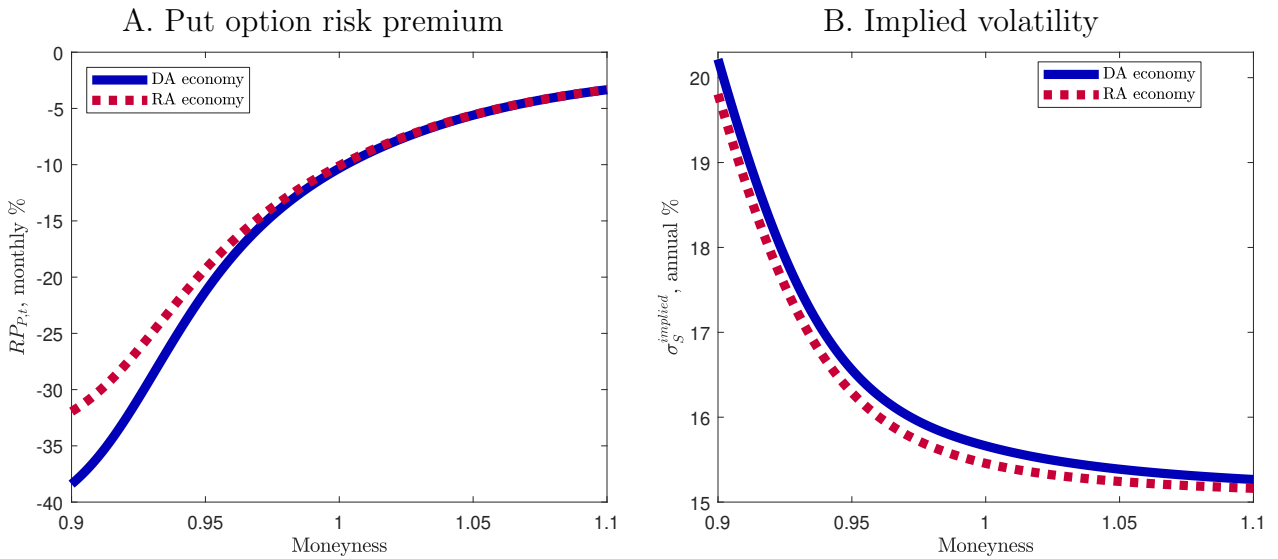 A. Put option risk premium
0
-5
-10
-15
-20
-25
-30
-35
-40
RP_{P,t}, monthly %
DA economy
RA economy
0.9
0.95
1
1.05
1.1
Moneyness
B. Implied volatility
20
19
18
17
16
15
σ_S^{implied}, annual %
DA economy
RA economy
0.9
0.95
1
1.05
1.1
Moneyness